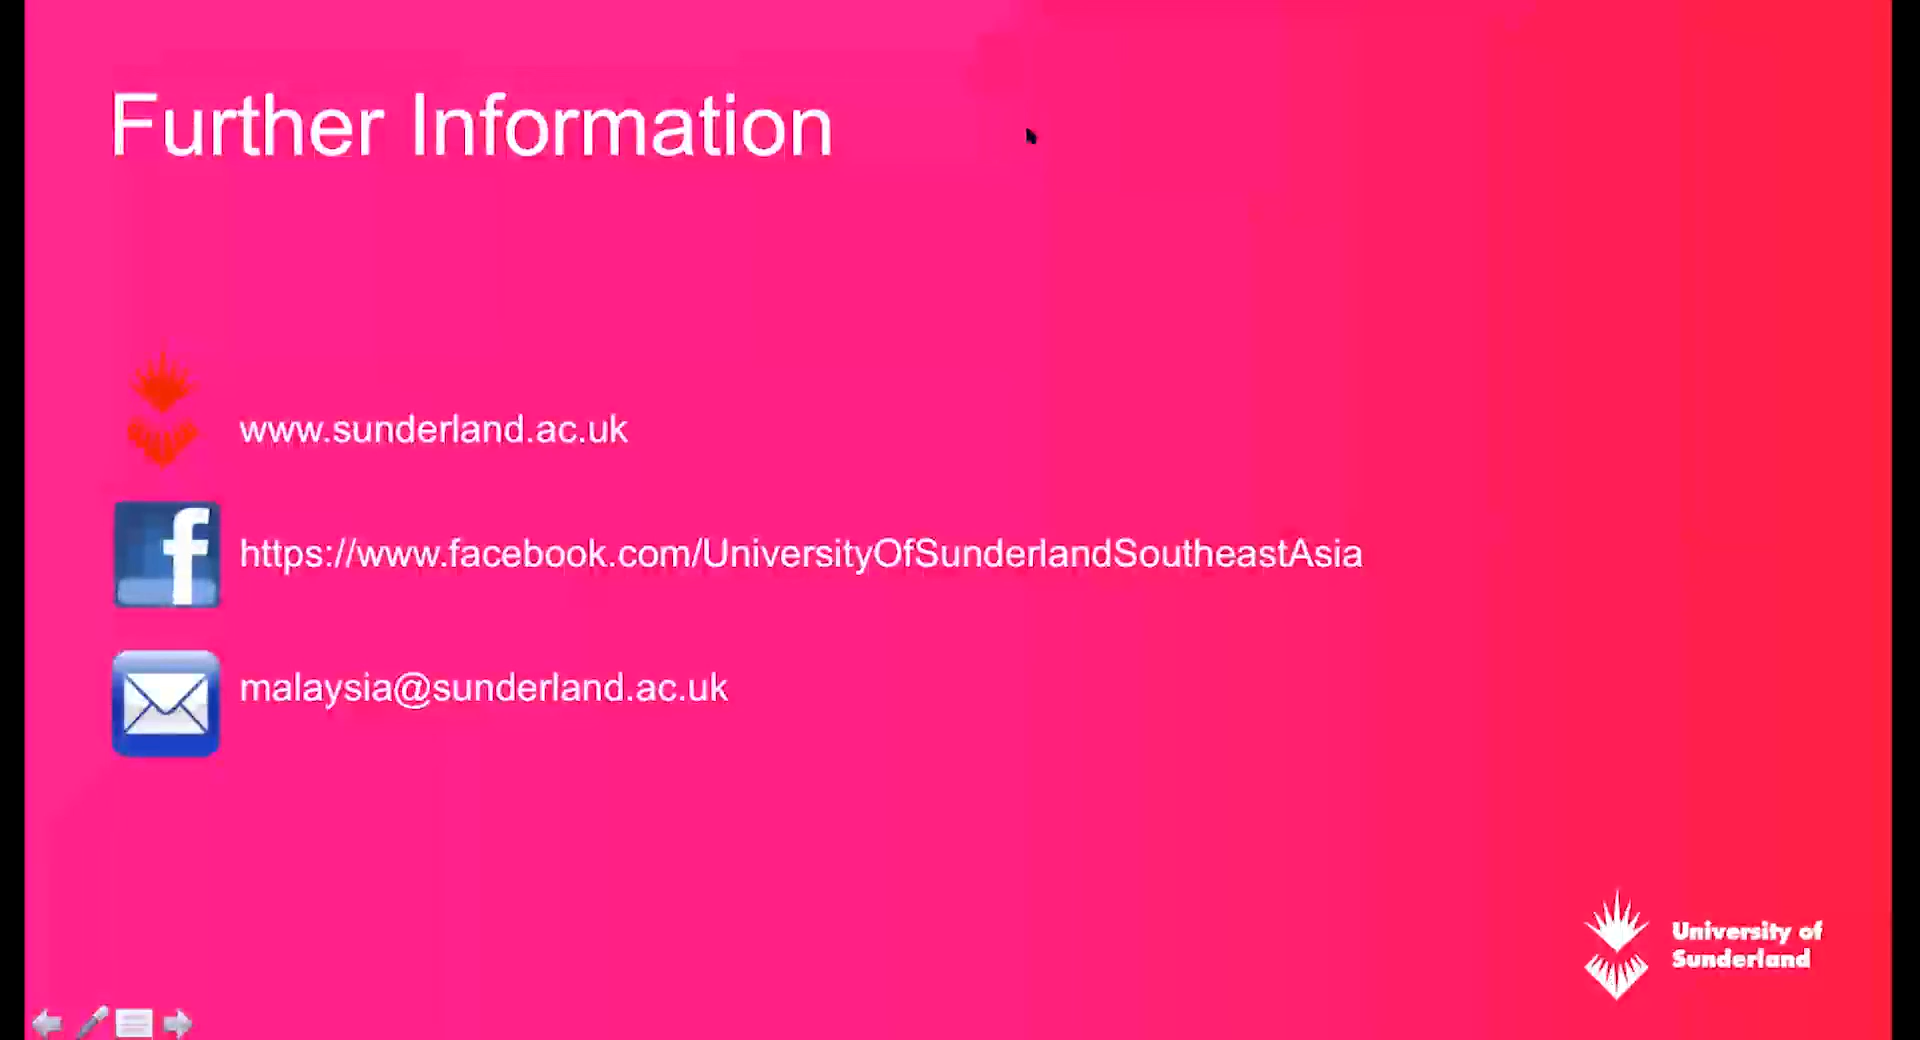 Further Information
www.sunderland.ac.uk
https://www.facebook.com/UniversityOfSunderlandSoutheastAsia
malaysia@sunderland.ac.uk
University of
Sunderland